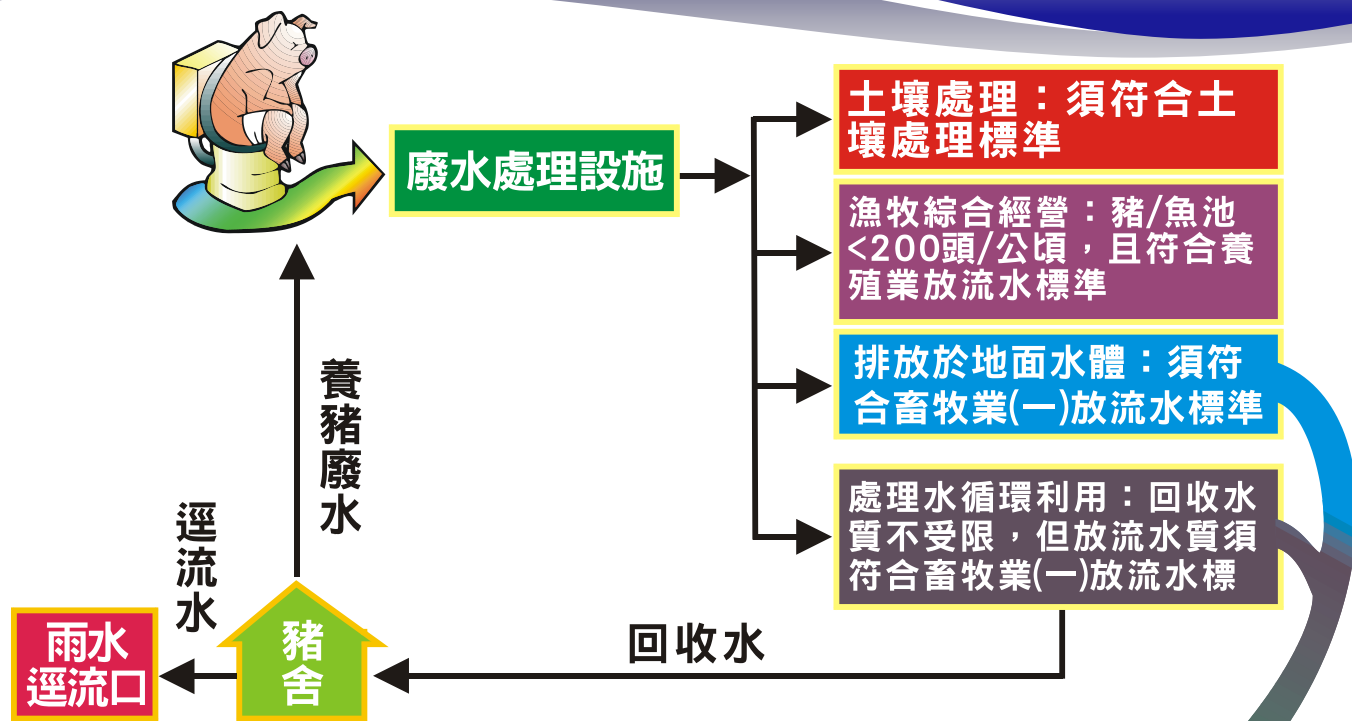 廢水處理設施
土壤處理：須符合土
壤處理標準
漁牧綜合經營：豬/魚池
<200頭/公頃，且符合養
殖業放流水標準
排放於地面水體：須符
合畜牧業(一)放流水標準
處理水循環利用：回收水
質不受限，但放流水質須
符合畜牧業(一)放流水標
養豬廢水
逕流水
雨水
逕流口
豬舍
回收水